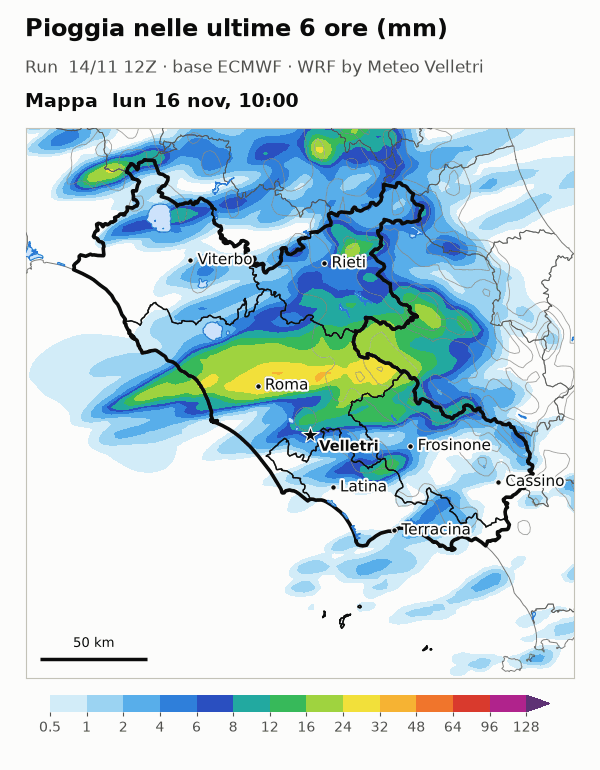 Pioggia nelle ultime 6 ore (mm)
Run  14/11 12Z · base ECMWF · WRF by Meteo Velletri
Mappa  lun 16 nov, 10:00
Viterbo
Rieti
Roma
Velletri
Frosinone
Latina
Cassino
Terracina
50 km
0.5 1 2 4 6 8 12 16 24 32 48 64 96 128